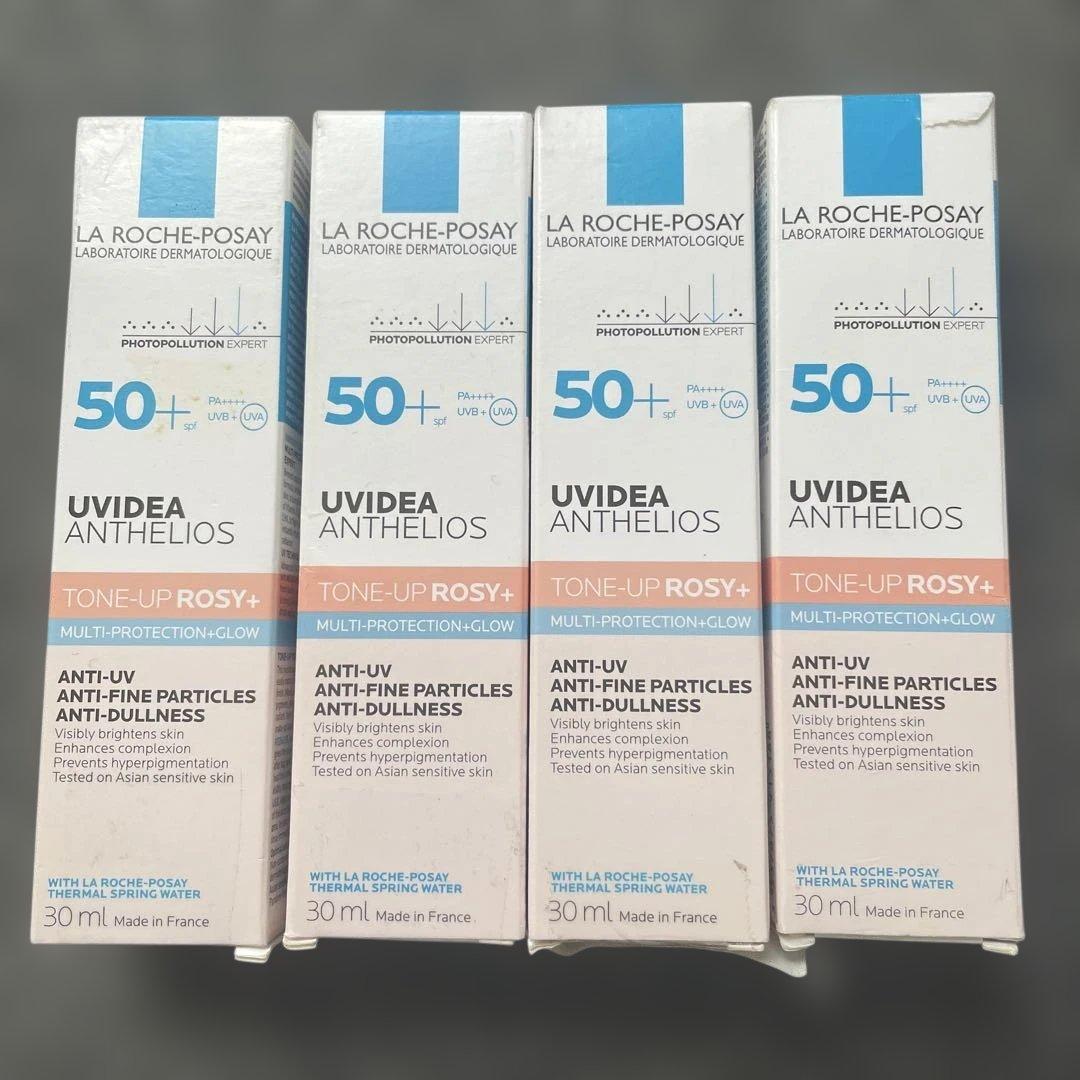 LA ROCHE-POSAY
LABORATOIRE DERMATOLOGIQUE
PHOTOPOLLUTION EXPERT
50+ spf
PA++++
UVB + UVA
UVIDEA
ANTHELIOS
TONE-UP ROSY+
MULTI-PROTECTION+GLOW
ANTI-UV
ANTI-FINE PARTICLES
ANTI-DULLNESS
Visibly brightens skin
Enhances complexion
Prevents hyperpigmentation
Tested on Asian sensitive skin
WITH LA ROCHE-POSAY
THERMAL SPRING WATER
30 ml Made in France
LA ROCHE-POSAY
LABORATOIRE DERMATOLOGIQUE
PHOTOPOLLUTION EXPERT
50+ spf
PA++++
UVB + UVA
UVIDEA
ANTHELIOS
TONE-UP ROSY+
MULTI-PROTECTION+GLOW
ANTI-UV
ANTI-FINE PARTICLES
ANTI-DULLNESS
Visibly brightens skin
Enhances complexion
Prevents hyperpigmentation
Tested on Asian sensitive skin
WITH LA ROCHE-POSAY
THERMAL SPRING WATER
30 ml Made in France
LA ROCHE-POSAY
LABORATOIRE DERMATOLOGIQUE
PHOTOPOLLUTION EXPERT
50+ spf
PA++++
UVB + UVA
UVIDEA
ANTHELIOS
TONE-UP ROSY+
MULTI-PROTECTION+GLOW
ANTI-UV
ANTI-FINE PARTICLES
ANTI-DULLNESS
Visibly brightens skin
Enhances complexion
Prevents hyperpigmentation
Tested on Asian sensitive skin
WITH LA ROCHE-POSAY
THERMAL SPRING WATER
30 ml Made in France
LA ROCHE-POSAY
LABORATOIRE DERMATOLOGIQUE
PHOTOPOLLUTION EXPERT
50+ spf
PA++++
UVB + UVA
UVIDEA
ANTHELIOS
TONE-UP ROSY+
MULTI-PROTECTION+GLOW
ANTI-UV
ANTI-FINE PARTICLES
ANTI-DULLNESS
Visibly brightens skin
Enhances complexion
Prevents hyperpigmentation
Tested on Asian sensitive skin
WITH LA ROCHE-POSAY
THERMAL SPRING WATER
30 ml Made in France